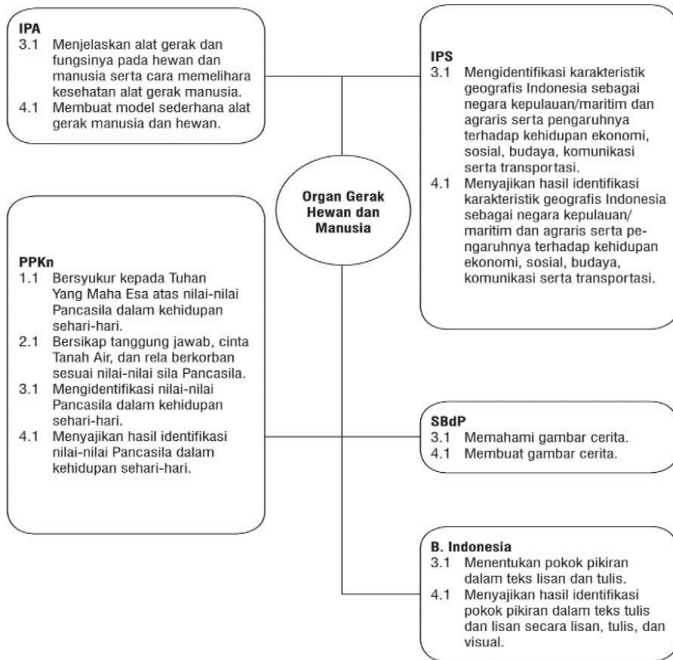 IPA
3.1 Menjelaskan alat gerak dan
fungsinya pada hewan dan
manusia serta cara memelihara
kesehatan alat gerak manusia.
4.1 Membuat model sederhana alat
gerak manusia dan hewan.
IPS
3.1 Mengidentifikasi karakteristik
geografis Indonesia sebagai
negara kepulauan/maritim dan
agraris serta pengaruhnya
terhadap kehidupan ekonomi,
sosial, budaya, komunikasi
serta transportasi.
4.1 Menyajikan hasil identifikasi
karakteristik geografis Indonesia
sebagai negara kepulauan/
maritim dan agraris serta pe-
ngaruhnya terhadap kehidupan
ekonomi, sosial, budaya,
komunikasi serta transportasi.
Organ Gerak
Hewan dan
Manusia
PPKn
1.1 Bersyukur kepada Tuhan
Yang Maha Esa atas nilai-nilai
Pancasila dalam kehidupan
sehari-hari.
2.1 Bersikap tanggung jawab, cinta
Tanah Air, dan rela berkorban
sesuai nilai-nilai sila Pancasila.
3.1 Mengidentifikasi nilai-nilai
Pancasila dalam kehidupan
sehari-hari.
4.1 Menyajikan hasil identifikasi
nilai-nilai Pancasila dalam
kehidupan sehari-hari.
SBdP
3.1 Memahami gambar cerita.
4.1 Membuat gambar cerita.
B. Indonesia
3.1 Menentukan pokok pikiran
dalam teks lisan dan tulis.
4.1 Menyajikan hasil identifikasi
pokok pikiran dalam teks tulis
dan lisan secara lisan, tulis, dan
visual.